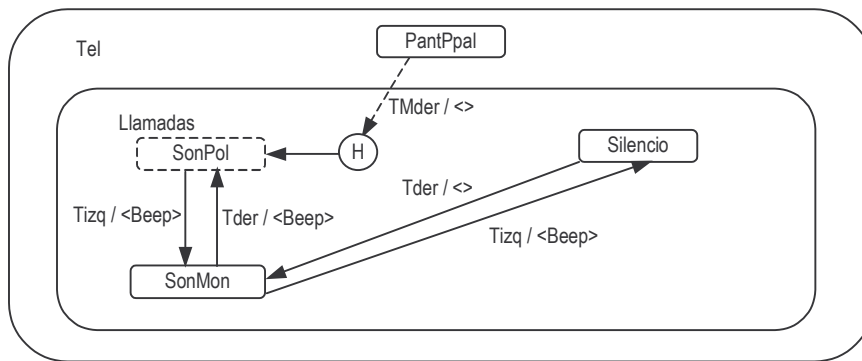 Tel
PantPpal
TMder / <>
Llamadas
SonPol
H
Silencio
Tder / <>
Tizq / <Beep>
Tder / <Beep>
Tizq / <Beep>
SonMon